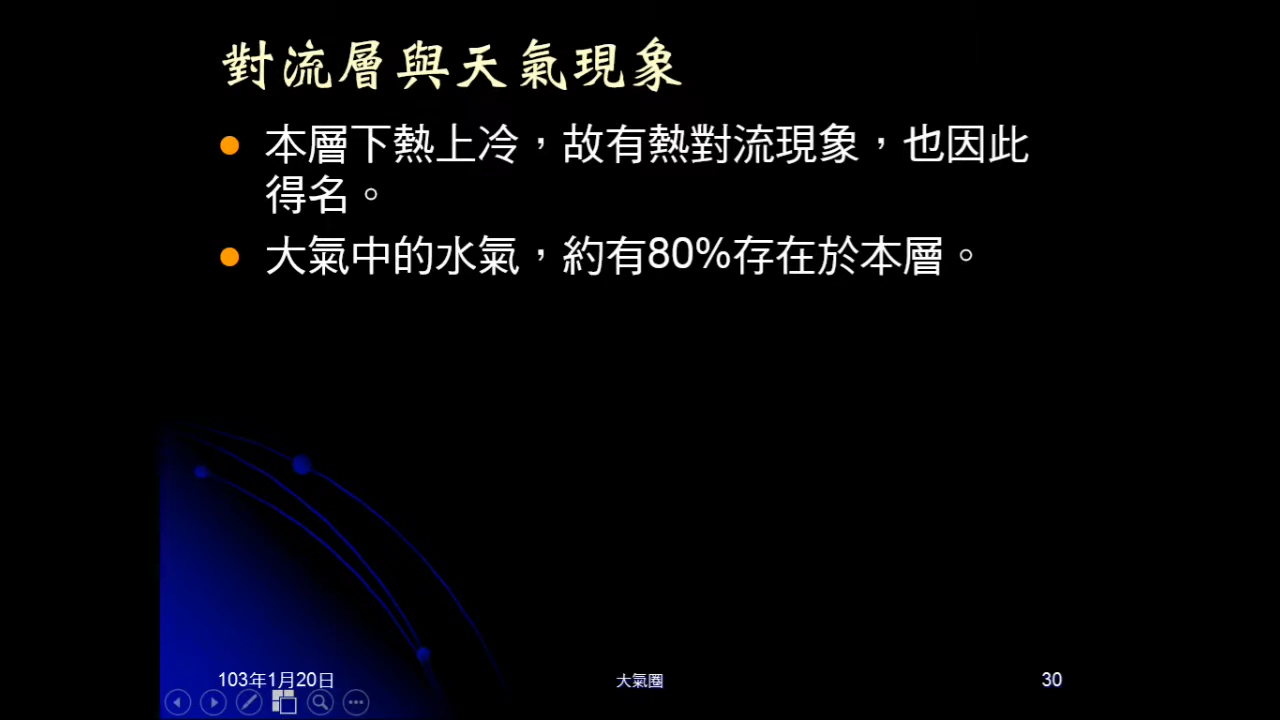 對流層與天氣現象
本層下熱上冷，故有熱對流現象，也因此
得名。
大氣中的水氣，約有80%存在於本層。
103年1月20日
大氣圈
30